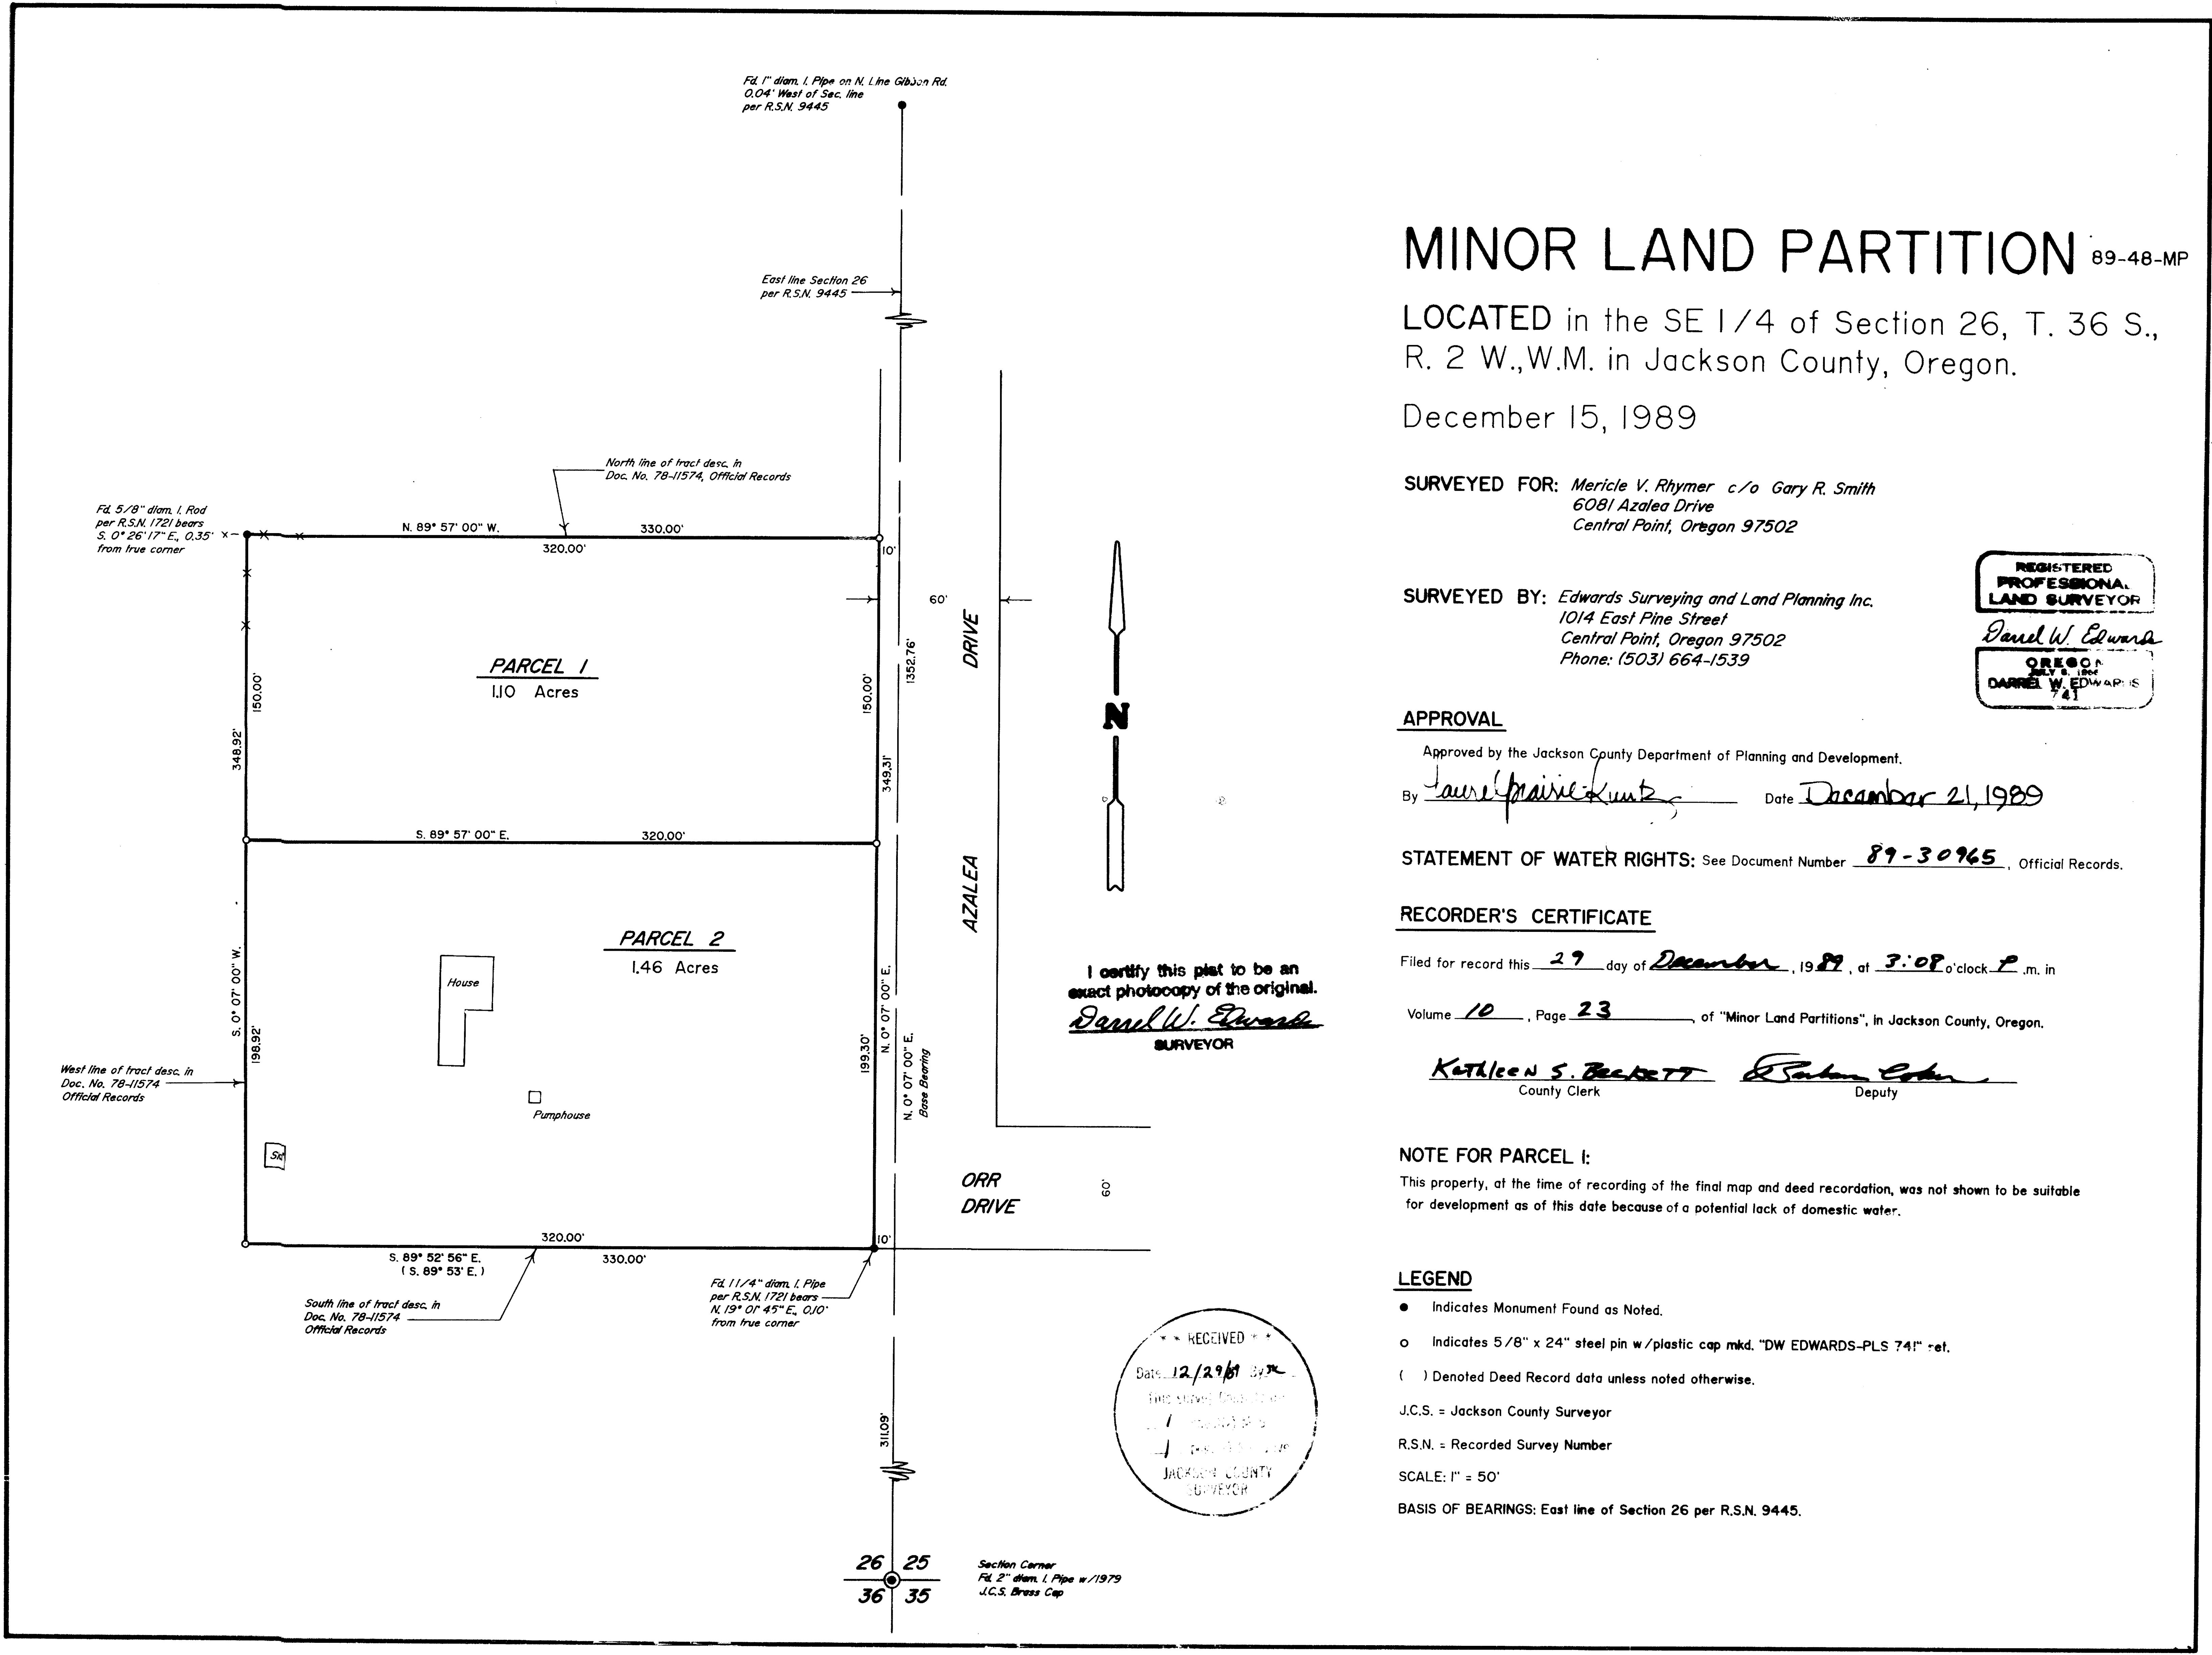 Fd. 1" diam. I. Pipe on N. Line Gibbon Rd.
0.04' West of Sec. line
per R.S.N. 9445
East line Section 26
per R.S.N. 9445
North line of tract desc. in
Doc. No. 78-11574, Official Records
Fd. 5/8" diam. I. Rod
per R.S.N. 1721 bears
S. 0° 26' 17" E., 0.35'
from true corner
N. 89° 57' 00" W.
330.00'
320.00'
10'
60'
1352.76'
DRIVE
AZALEA
PARCEL 1
1.10 Acres
150.00'
348.92'
150.00'
349.31'
S. 89° 57' 00" E.
320.00'
PARCEL 2
1.46 Acres
House
Pumphouse
S. 0° 07' 00" W.
198.92'
199.30'
N. 0° 07' 00" E.
N. 0° 07' 00" E.
Base Bearing
West line of tract desc. in
Doc. No. 78-11574
Official Records
ORR
DRIVE
60'
320.00'
10'
S. 89° 52' 56" E.
330.00'
( S. 89° 53' E. )
South line of tract desc. in
Doc. No. 78-11574
Official Records
Fd. 1 1/4" diam. I. Pipe
per R.S.N. 1721 bears
N. 19° 01' 45" E., 0.10'
from true corner
311.09'
26 25
36 35
Section Corner
Fd. 2" diam. I. Pipe w/1979
J.C.S. Brass Cap
N
I certify this plat to be an
exact photocopy of the original.
Darrel W. Edwards
SURVEYOR
* * RECEIVED * *
Date 12/29/89 By
JACKSON COUNTY
SURVEYOR
MINOR LAND PARTITION 89-48-MP
LOCATED in the SE 1/4 of Section 26, T. 36 S.,
R. 2 W., W.M. in Jackson County, Oregon.
December 15, 1989
SURVEYED FOR: Mericle V. Rhymer c/o Gary R. Smith
6081 Azalea Drive
Central Point, Oregon 97502
SURVEYED BY: Edwards Surveying and Land Planning Inc.
1014 East Pine Street
Central Point, Oregon 97502
Phone: (503) 664-1539
REGISTERED
PROFESSIONAL
LAND SURVEYOR
Darrel W. Edwards
OREGON
DARREL W. EDWARDS
741
APPROVAL
Approved by the Jackson County Department of Planning and Development.
By Laurel Prairie-Kuntz Date December 21, 1989
STATEMENT OF WATER RIGHTS: See Document Number 89-30965, Official Records.
RECORDER'S CERTIFICATE
Filed for record this 29 day of December, 1989, at 3:08 o'clock P.m. in
Volume 10, Page 23, of "Minor Land Partitions", in Jackson County, Oregon.
Kathleen S. Beckett
County Clerk Deputy
NOTE FOR PARCEL 1:
This property, at the time of recording of the final map and deed recordation, was not shown to be suitable
for development as of this date because of a potential lack of domestic water.
LEGEND
● Indicates Monument Found as Noted.
○ Indicates 5/8" x 24" steel pin w/plastic cap mkd. "DW EDWARDS-PLS 741" set.
( ) Denoted Deed Record data unless noted otherwise.
J.C.S. = Jackson County Surveyor
R.S.N. = Recorded Survey Number
SCALE: 1" = 50'
BASIS OF BEARINGS: East line of Section 26 per R.S.N. 9445.